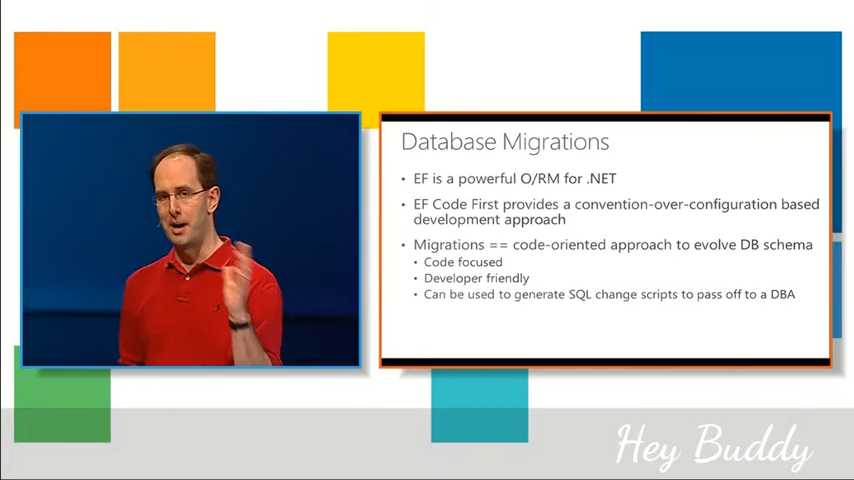 Database Migrations
• EF is a powerful O/RM for .NET
• EF Code First provides a convention-over-configuration based
development approach
• Migrations == code-oriented approach to evolve DB schema
• Code focused
• Developer friendly
• Can be used to generate SQL change scripts to pass off to a DBA
Hey Buddy